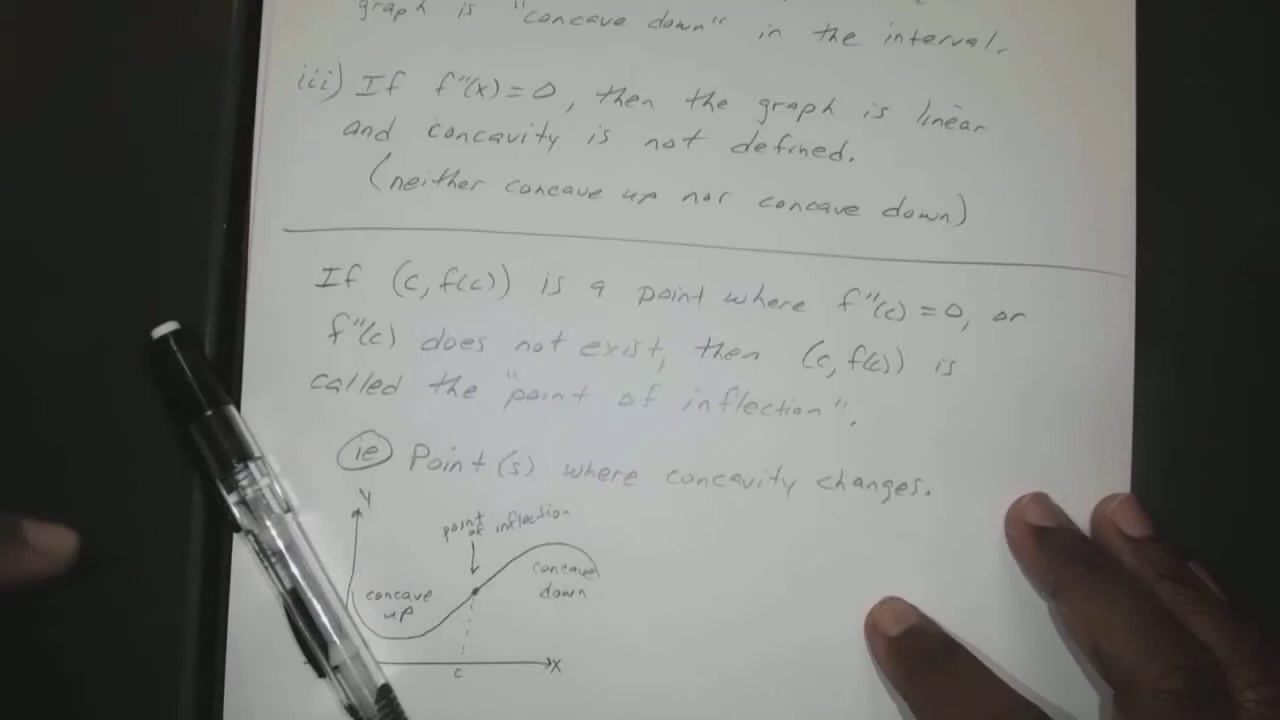 graph is "concave down" in the interval.
iii) If f"(x) = 0, then the graph is linear
and concavity is not defined.
(neither concave up nor concave down)
If (c, f(c)) is a point where f"(c) = 0, or
f"(c) does not exist, then (c, f(c)) is
called the "point of inflection".
ie Point(s) where concavity changes.
y
point of inflection
concave up
concave down
c
x